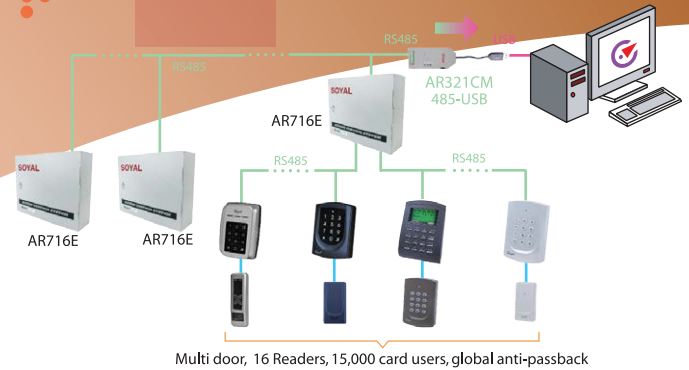 RS485
USB
RS485
AR321CM
485-USB
SOYAL
AR716E
SOYAL
SOYAL
RS485
RS485
AR716E
AR716E
Multi door, 16 Readers, 15,000 card users, global anti-passback